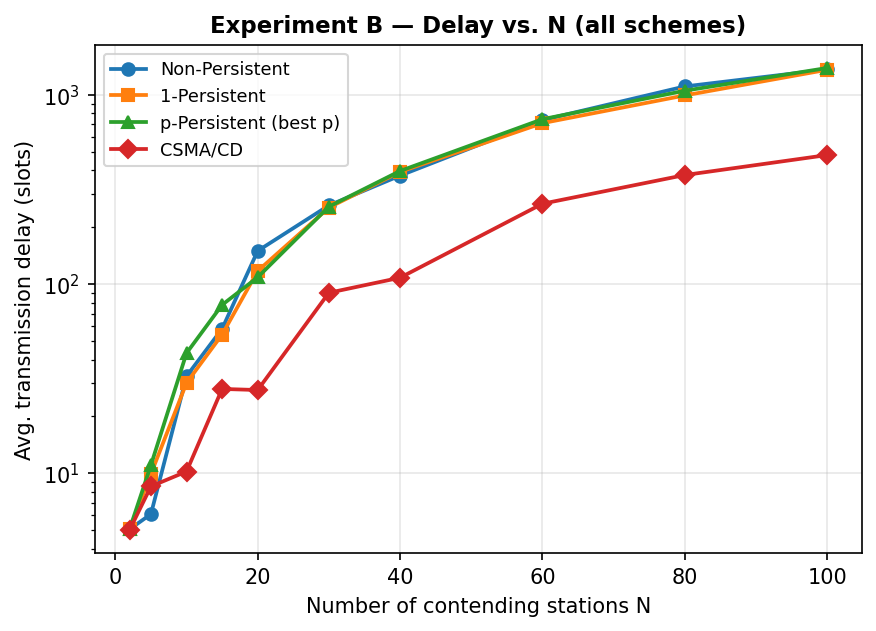 Experiment B — Delay vs. N (all schemes)
Non-Persistent
1-Persistent
p-Persistent (best p)
CSMA/CD
Avg. transmission delay (slots)
10³
10²
10¹
0 20 40 60 80 100
Number of contending stations N